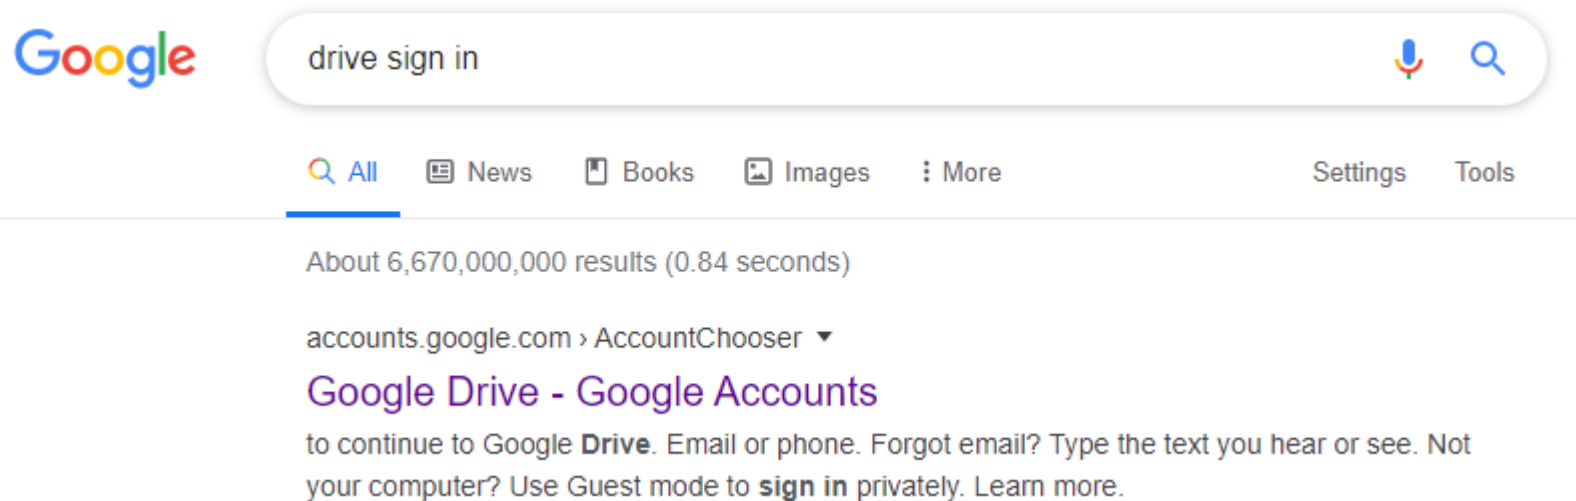 Google
drive sign in
All News Books Images More Settings Tools
About 6,670,000,000 results (0.84 seconds)
accounts.google.com › AccountChooser
Google Drive - Google Accounts
to continue to Google Drive. Email or phone. Forgot email? Type the text you hear or see. Not
your computer? Use Guest mode to sign in privately. Learn more.